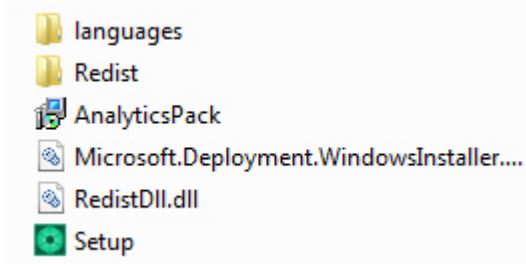 languages
Redist
AnalyticsPack
Microsoft.Deployment.WindowsInstaller....
RedistDll.dll
Setup